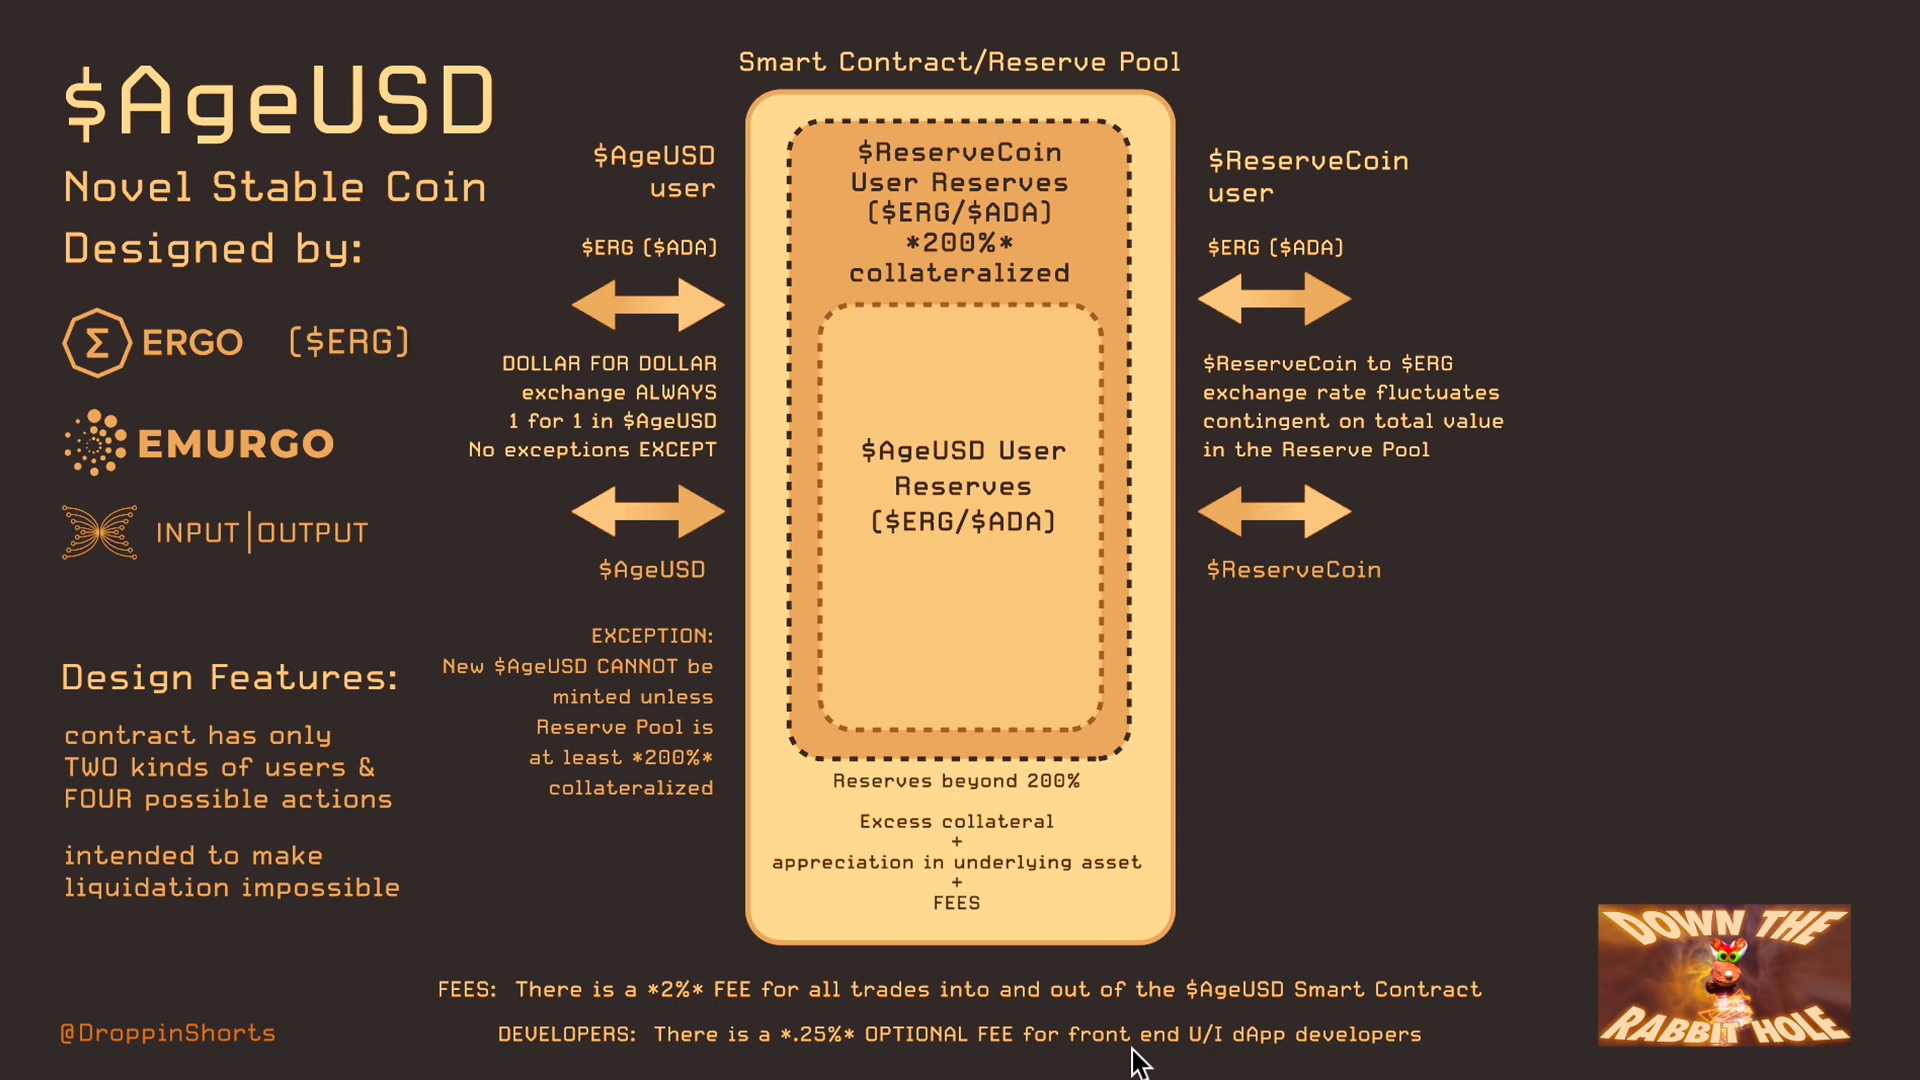 $AgeUSD
Novel Stable Coin
Designed by:
ERGO ($ERG)
EMURGO
INPUT|OUTPUT
Design Features:
contract has only
TWO kinds of users &
FOUR possible actions
intended to make
liquidation impossible
@DroppinShorts
$AgeUSD
user
$ERG ($ADA)
DOLLAR FOR DOLLAR
exchange ALWAYS
1 for 1 in $AgeUSD
No exceptions EXCEPT
$AgeUSD
EXCEPTION:
New $AgeUSD CANNOT be
minted unless
Reserve Pool is
at least *200%*
collateralized
Smart Contract/Reserve Pool
$ReserveCoin
User Reserves
($ERG/$ADA)
*200%*
collateralized
$AgeUSD User
Reserves
($ERG/$ADA)
Reserves beyond 200%
Excess collateral
+
appreciation in underlying asset
+
FEES
$ReserveCoin
user
$ERG ($ADA)
$ReserveCoin to $ERG
exchange rate fluctuates
contingent on total value
in the Reserve Pool
$ReserveCoin
FEES: There is a *2%* FEE for all trades into and out of the $AgeUSD Smart Contract
DEVELOPERS: There is a *.25%* OPTIONAL FEE for front end U/I dApp developers
DOWN THE
RABBIT HOLE